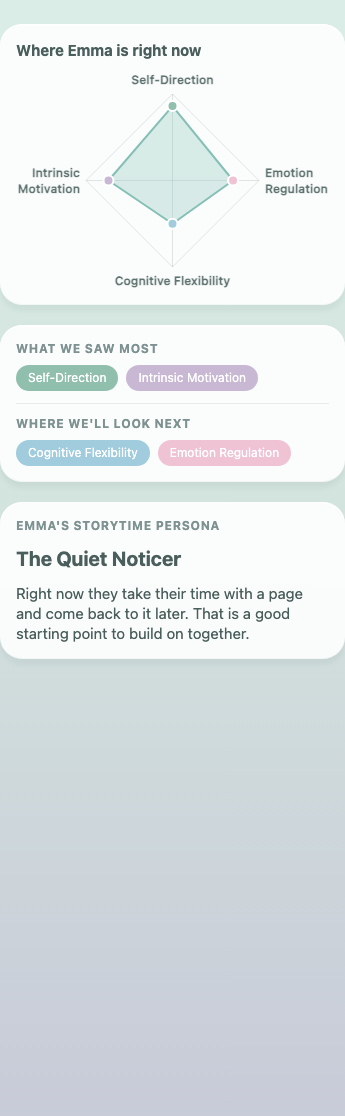 Where Emma is right now
Self-Direction
Intrinsic
Motivation
Emotion
Regulation
Cognitive Flexibility
WHAT WE SAW MOST
Self-Direction
Intrinsic Motivation
WHERE WE'LL LOOK NEXT
Cognitive Flexibility
Emotion Regulation
EMMA'S STORYTIME PERSONA
The Quiet Noticer
Right now they take their time with a page
and come back to it later. That is a good
starting point to build on together.